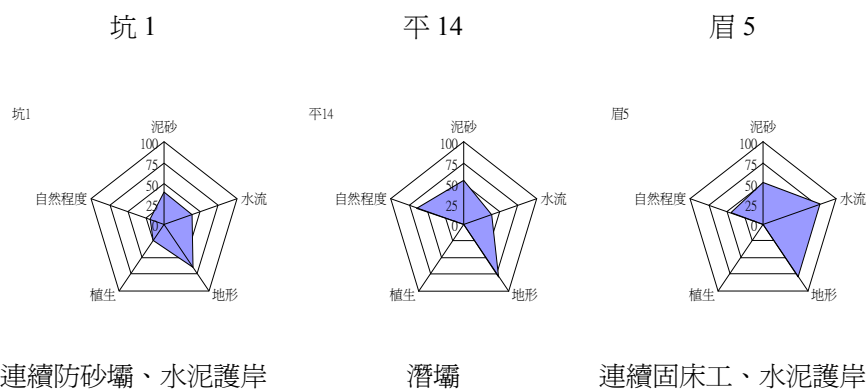 坑 1
平 14
眉 5
坑1
泥砂
100
75
50
25
0
自然程度
水流
植生
地形
平14
泥砂
100
75
50
25
0
自然程度
水流
植生
地形
眉5
泥砂
100
75
50
25
0
自然程度
水流
植生
地形
連續防砂壩、水泥護岸
潛壩
連續固床工、水泥護岸